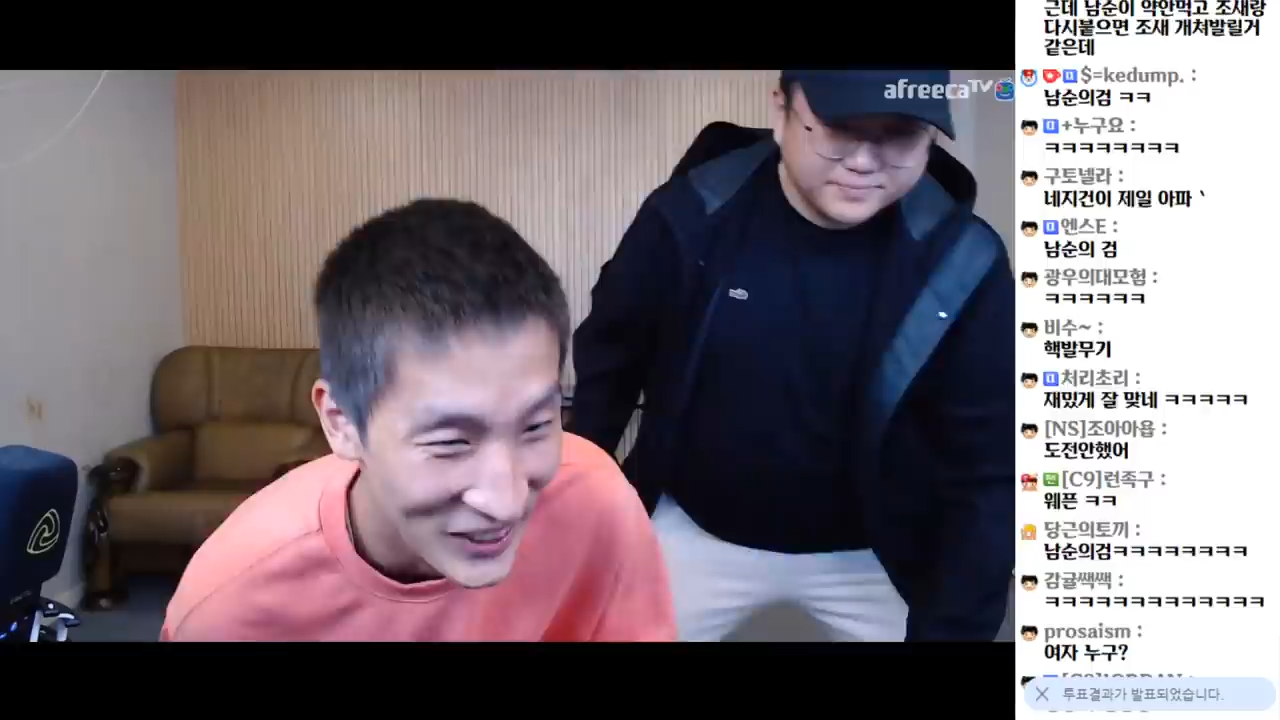 afreecaTV
근데 남순이 약안먹고 조새랑
다시붙으면 조새 개쳐발릴거
같은데
$=kedump. :
남순의검 ㅋㅋ
+누구요 :
ㅋㅋㅋㅋㅋㅋㅋㅋ
구토넬라 :
네지건이 제일 아파 `
엔스E :
남순의 검
광우의대모험 :
ㅋㅋㅋㅋㅋㅋ
비수~ :
핵발무기
처리초리 :
재밌게 잘 맞네 ㅋㅋㅋㅋㅋ
[NS]조아아욥 :
도전안했어
[C9]런족구 :
웨픈 ㅋㅋ
당근의토끼 :
남순의검ㅋㅋㅋㅋㅋㅋㅋㅋ
감귤짹짹 :
ㅋㅋㅋㅋㅋㅋㅋㅋㅋㅋㅋㅋㅋ
prosaism :
여자 누구?
투표결과가 발표되었습니다.